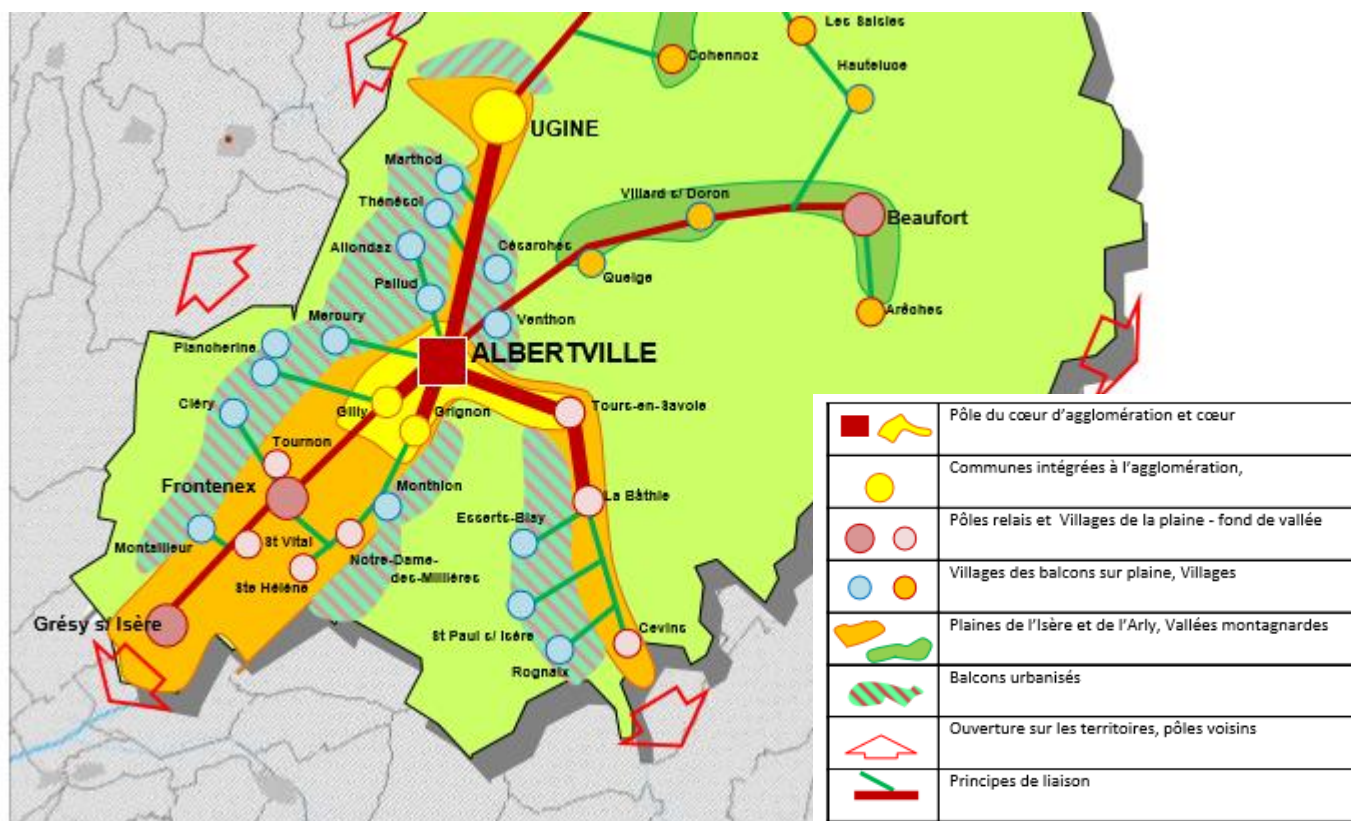 Les Saisies
Cohennoz
Hauteluce
UGINE
Marthod
Villard s/ Doron
Thénésol
Beaufort
Allondaz
Césarches
Queige
Pallud
Arêches
Mercury
Venthon
Plancherine
ALBERTVILLE
Cléry
Gilly
Grignon
Tours-en-Savoie
Tournon
Frontenex
Monthion
La Bâthie
Esserts-Blay
Montailleur
St Vital
Notre-Dame-
des-Millières
Ste Hélène
Grésy s/ Isère
St Paul s/ Isère
Cevins
Rognaix
Pôle du cœur d'agglomération et cœur
Communes intégrées à l'agglomération,
Pôles relais et Villages de la plaine - fond de vallée
Villages des balcons sur plaine, Villages
Plaines de l'Isère et de l'Arly, Vallées montagnardes
Balcons urbanisés
Ouverture sur les territoires, pôles voisins
Principes de liaison